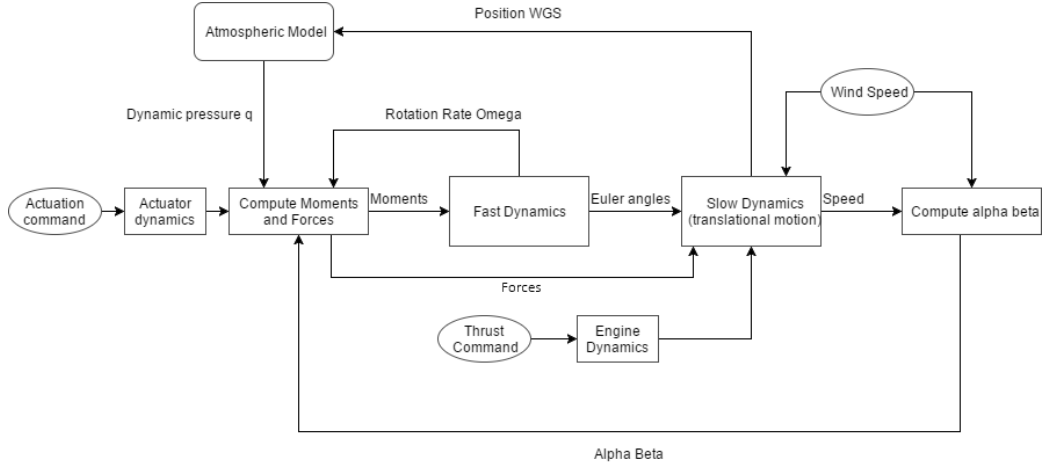 Position WGS
Atmospheric Model
Wind Speed
Dynamic pressure q
Rotation Rate Omega
Actuation
command
Actuator
dynamics
Compute Moments
and Forces
Moments
Fast Dynamics
Euler angles
Slow Dynamics
(translational motion)
Speed
Compute alpha beta
Forces
Thrust
Command
Engine
Dynamics
Alpha Beta